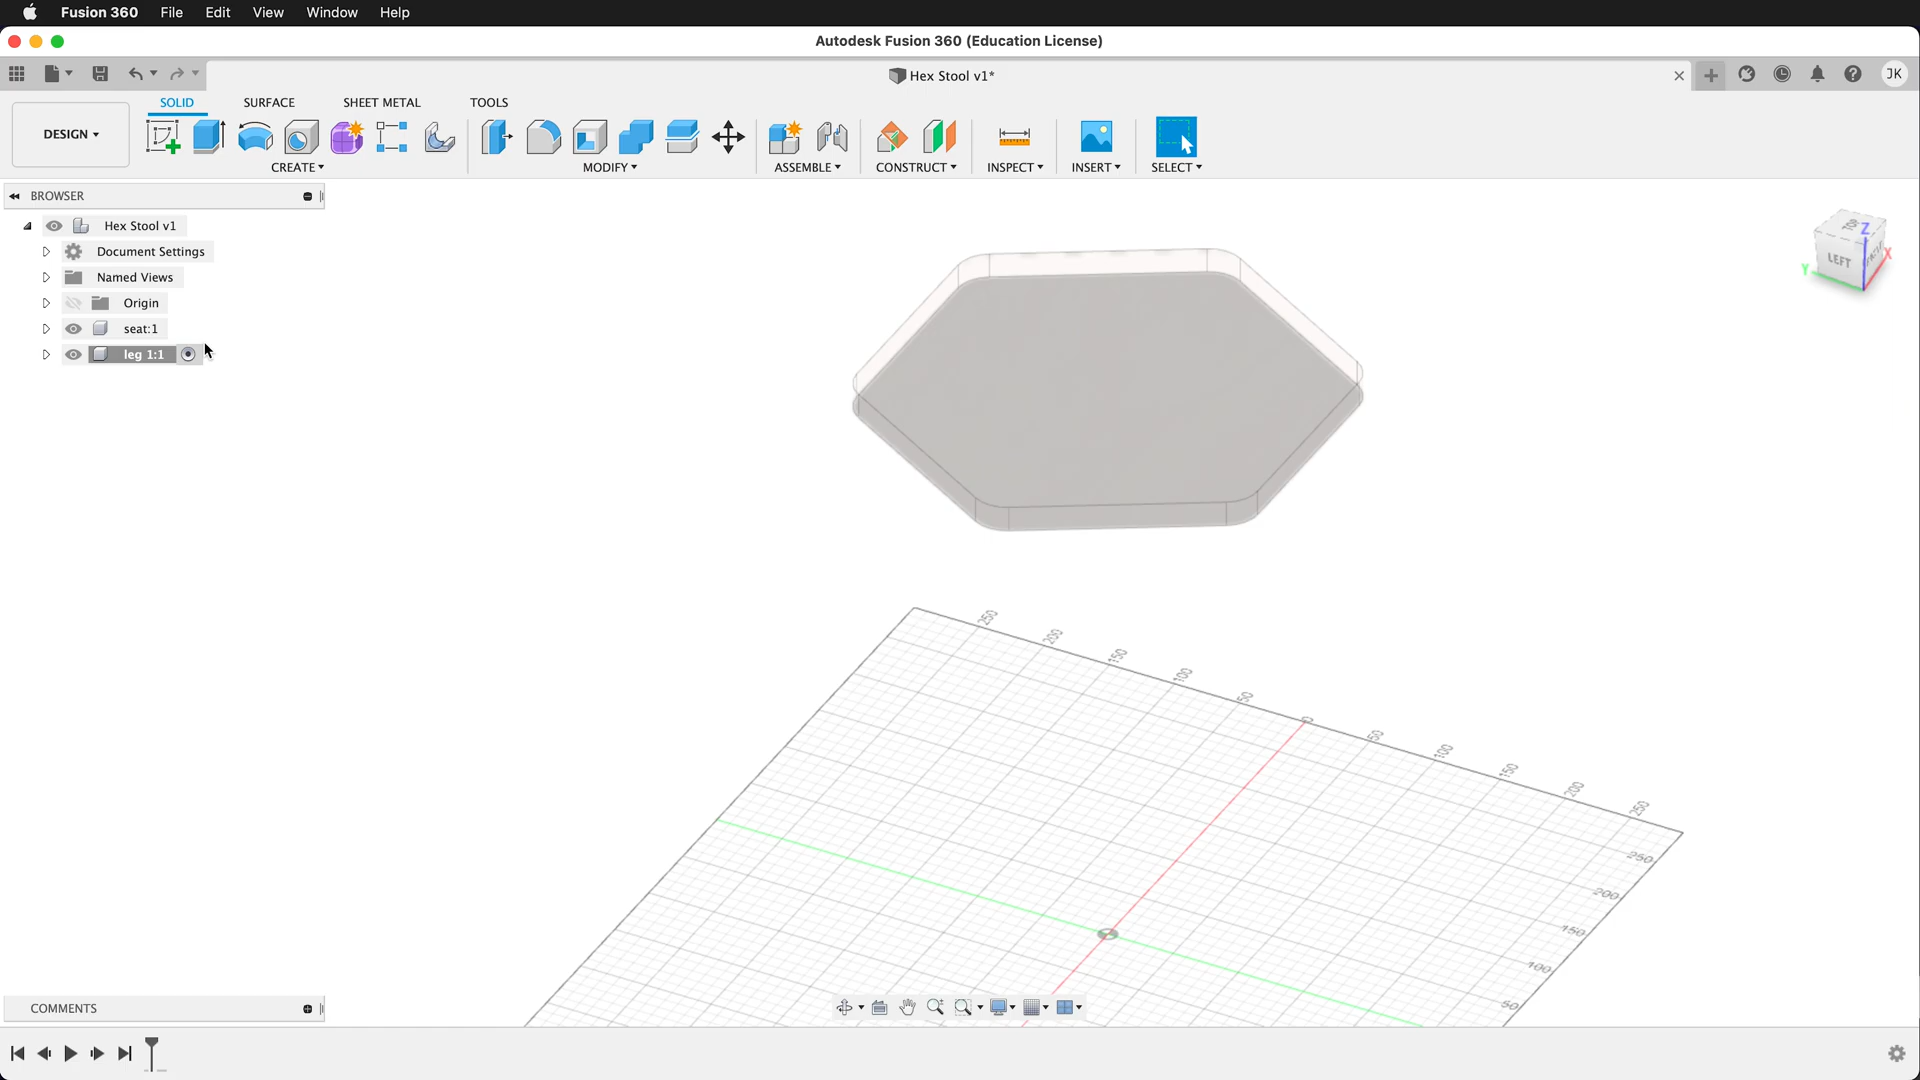 Fusion 360 File Edit View Window Help
Autodesk Fusion 360 (Education License)
Hex Stool v1*
JK
DESIGN
SOLID SURFACE SHEET METAL TOOLS
CREATE MODIFY ASSEMBLE CONSTRUCT INSPECT INSERT SELECT
BROWSER
Hex Stool v1
Document Settings
Named Views
Origin
seat:1
leg 1:1
TOP
Z
LEFT
X
Y
250
200
150
100
50
0
50
100
150
200
250
250
200
150
100
50
COMMENTS